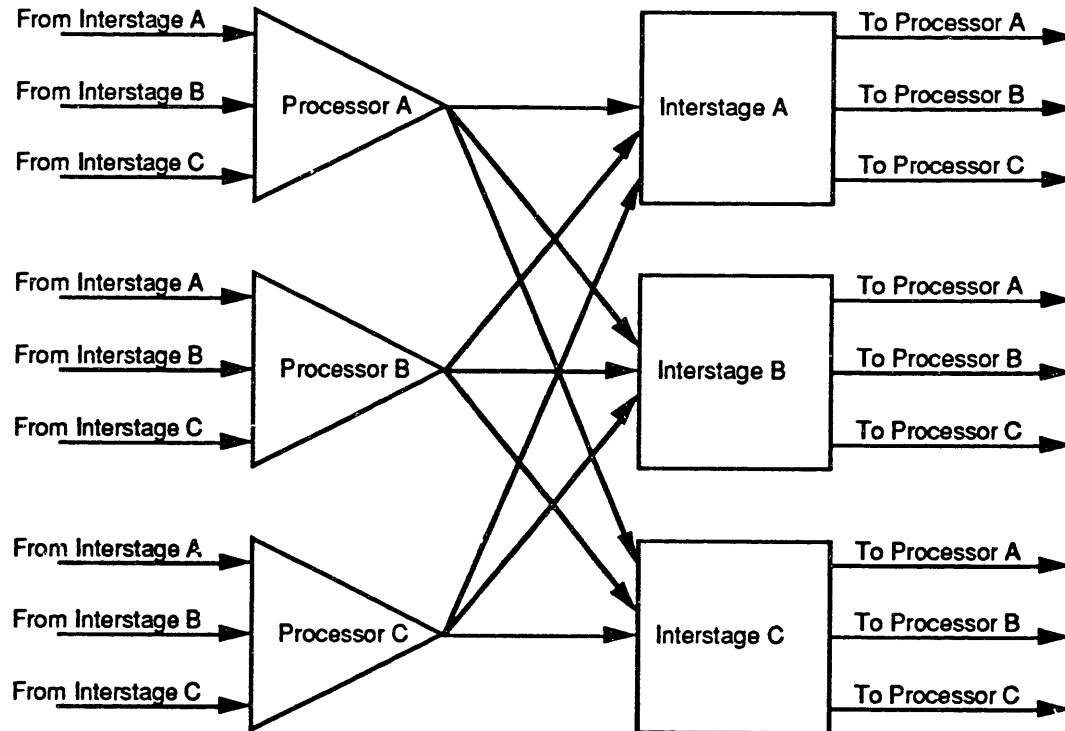 From Interstage A
From Interstage B
From Interstage C
Processor A
Interstage A
To Processor A
To Processor B
To Processor C
From Interstage A
From Interstage B
From Interstage C
Processor B
Interstage B
To Processor A
To Processor B
To Processor C
From Interstage A
From Interstage B
From Interstage C
Processor C
Interstage C
To Processor A
To Processor B
To Processor C